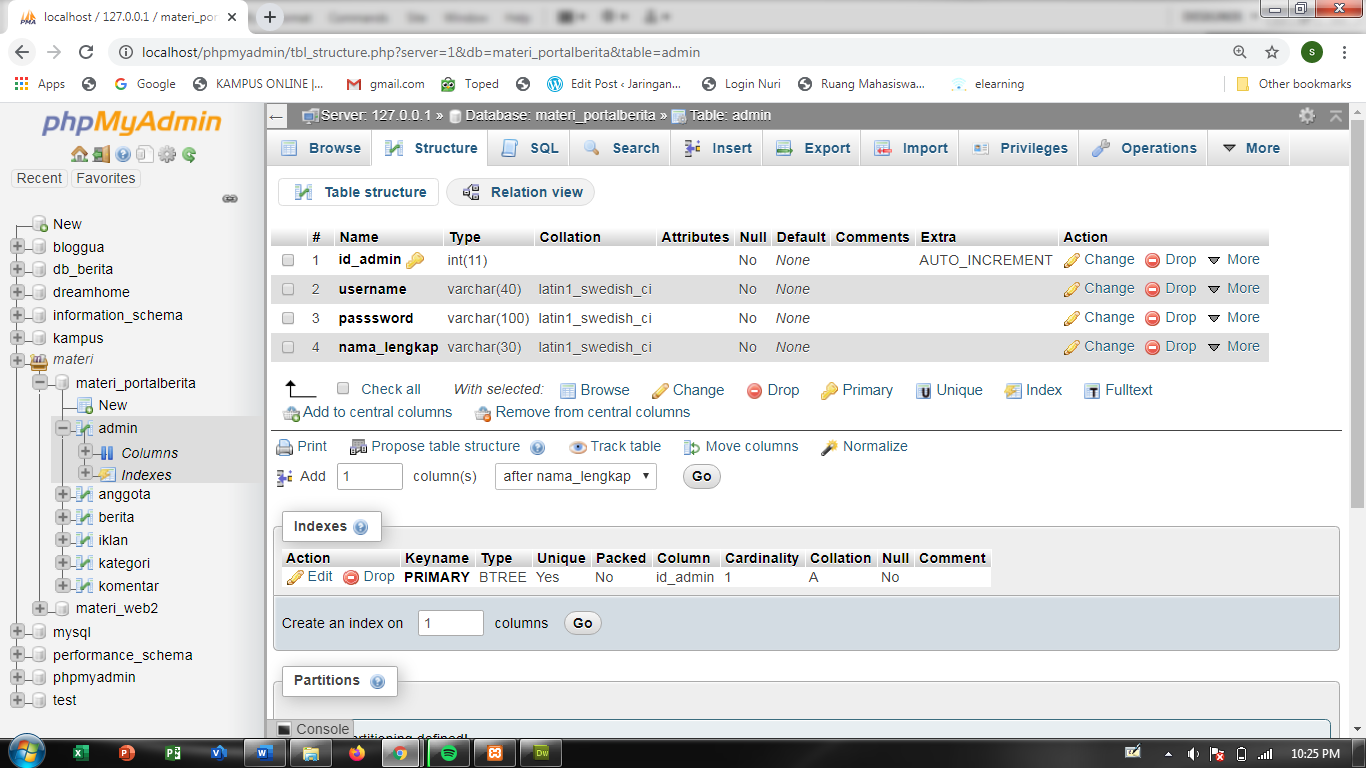 localhost / 127.0.0.1 / materi_por
localhost/phpmyadmin/tbl_structure.php?server=1&db=materi_portalberita&table=admin
S
Apps Google KAMPUS ONLINE |... gmail.com Toped Edit Post ‹ Jaringan... Login Nuri Ruang Mahasiswa... elearning Other bookmarks
phpMyAdmin
Recent Favorites
New
bloggua
db_berita
dreamhome
information_schema
kampus
materi
materi_portalberita
New
admin
Columns
Indexes
anggota
berita
iklan
kategori
komentar
materi_web2
mysql
performance_schema
phpmyadmin
test
Server: 127.0.0.1 » Database: materi_portalberita » Table: admin
Browse Structure SQL Search Insert Export Import Privileges Operations More
Table structure Relation view
# Name Type Collation Attributes Null Default Comments Extra Action
1 id_admin int(11) No None AUTO_INCREMENT Change Drop More
2 username varchar(40) latin1_swedish_ci No None Change Drop More
3 passsword varchar(100) latin1_swedish_ci No None Change Drop More
4 nama_lengkap varchar(30) latin1_swedish_ci No None Change Drop More
Check all With selected: Browse Change Drop Primary Unique Index Fulltext
Add to central columns Remove from central columns
Print Propose table structure Track table Move columns Normalize
Add 1 column(s) after nama_lengkap Go
Indexes
Action Keyname Type Unique Packed Column Cardinality Collation Null Comment
Edit Drop PRIMARY BTREE Yes No id_admin 1 A No
Create an index on 1 columns Go
Partitions
Console
10:25 PM